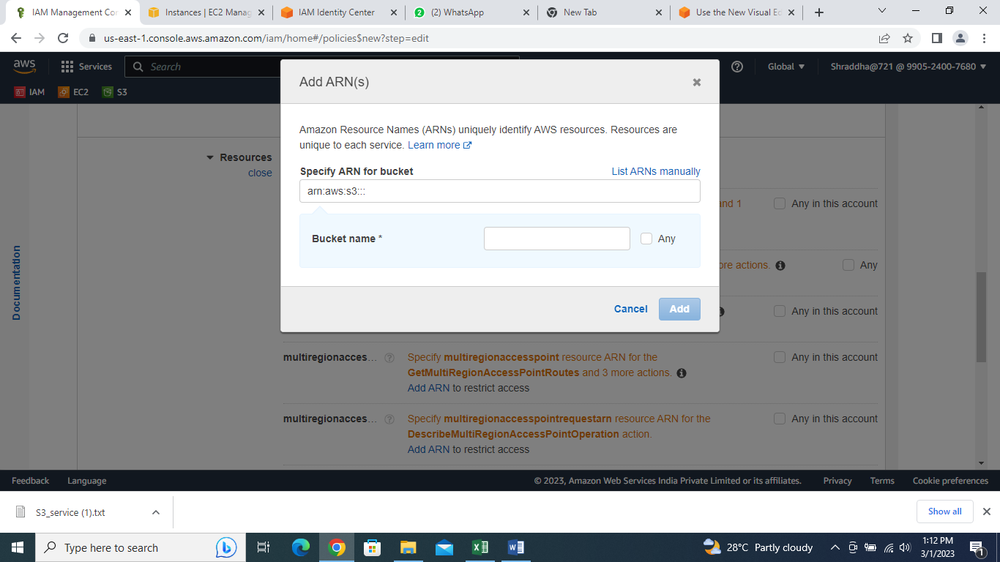 IAM Management Con
Instances | EC2 Manag
IAM Identity Center
(2) WhatsApp
New Tab
Use the New Visual Ed
us-east-1.console.aws.amazon.com/iam/home#/policies$new?step=edit
aws
Services
Search
Global
Shraddha@721 @ 9905-2400-7680
IAM
EC2
S3
Add ARN(s)
Amazon Resource Names (ARNs) uniquely identify AWS resources. Resources are
unique to each service. Learn more
Specify ARN for bucket
List ARNs manually
arn:aws:s3:::
Bucket name *
Any
Cancel
Add
Resources
close
Documentation
and 1
Any in this account
ore actions.
Any
Any in this account
multiregionacces...
Specify multiregionaccesspoint resource ARN for the
GetMultiRegionAccessPointRoutes and 3 more actions.
Add ARN to restrict access
Any in this account
multiregionacces...
Specify multiregionaccesspointrequestarn resource ARN for the
DescribeMultiRegionAccessPointOperation action.
Add ARN to restrict access
Any in this account
Feedback
Language
© 2023, Amazon Web Services India Private Limited or its affiliates.
Privacy
Terms
Cookie preferences
S3_service (1).txt
Show all
Type here to search
28°C Partly cloudy
1:12 PM
3/1/2023
1